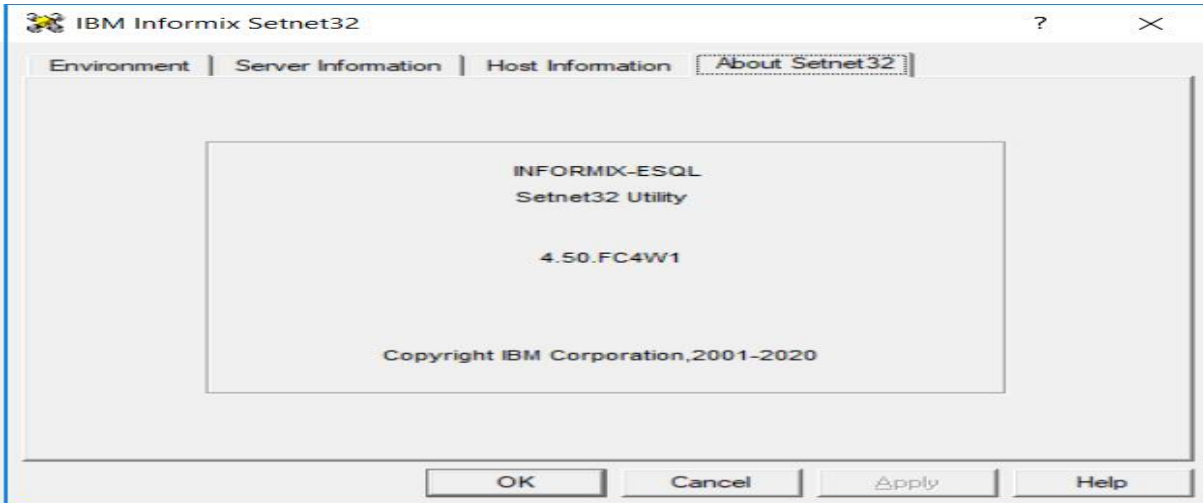 IBM Informix Setnet32 ?
Environment Server Information Host Information About Setnet32
INFORMIX-ESQL
Setnet32 Utility
4.50.FC4W1
Copyright IBM Corporation,2001-2020
OK Cancel Apply Help